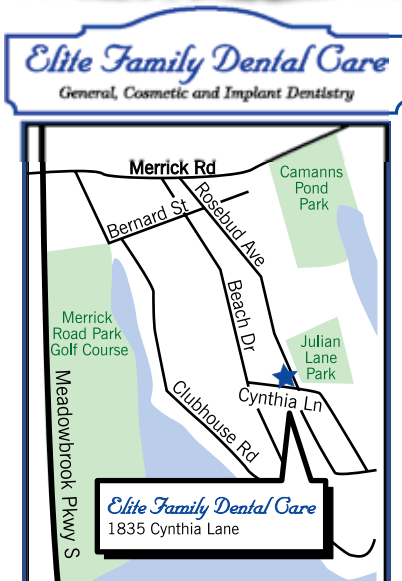 Elite Family Dental Care
General, Cosmetic and Implant Dentistry
Merrick Rd
Camanns
Pond
Park
Bernard St
Rosebud Ave
Beach Dr
Merrick
Road Park
Golf Course
Julian
Lane
Park
Cynthia Ln
Clubhouse Rd
Meadowbrook Pkwy S
Elite Family Dental Care
1835 Cynthia Lane